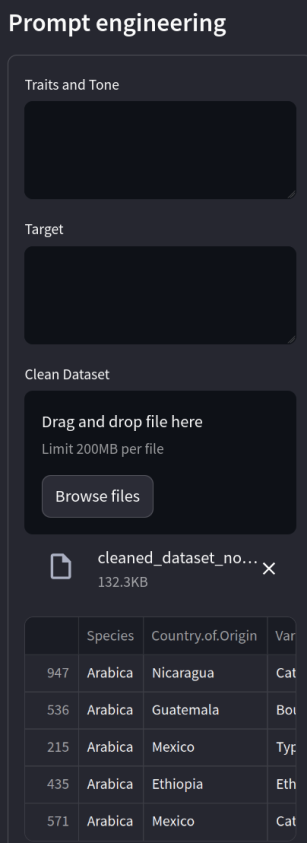 Prompt engineering
Traits and Tone
Target
Clean Dataset
Drag and drop file here
Limit 200MB per file
Browse files
cleaned_dataset_no...
132.3KB
Species Country.of.Origin Var
947 Arabica Nicaragua Cat
536 Arabica Guatemala Bou
215 Arabica Mexico Typ
435 Arabica Ethiopia Eth
571 Arabica Mexico Cat